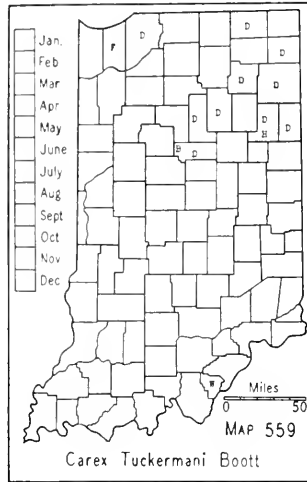 Jan.
Feb
Mar
Apr
May
June
July
Aug
Sept
Oct
Nov
Dec
F D D D
D D
D D D D H
B D
W
Miles
0 50
MAP 559
Carex Tuckermani Boott